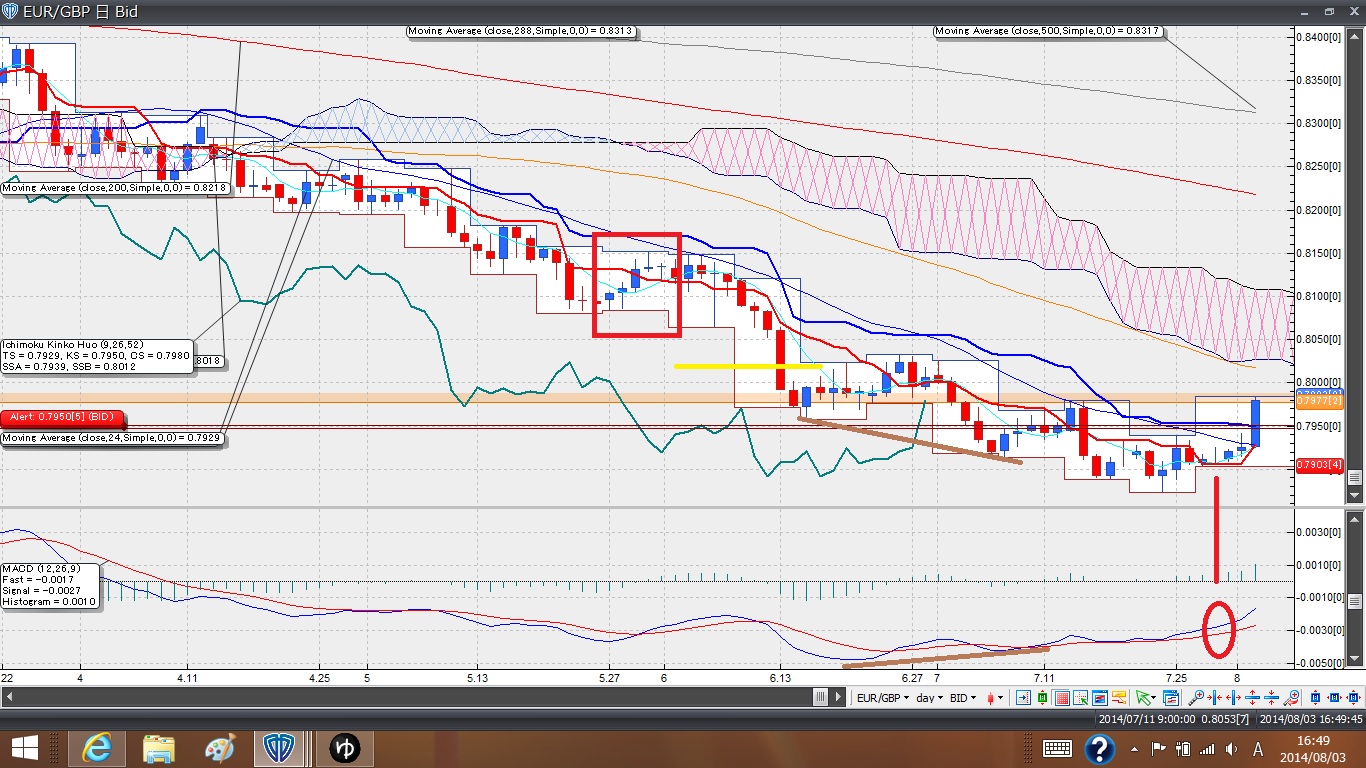 EUR/GBP 日 Bid
Moving Average (close,288,Simple,0,0) = 0.8313
Moving Average (close,500,Simple,0,0) = 0.8317
0.8400[0]
0.8350[0]
0.8300[0]
0.8250[0]
0.8200[0]
0.8150[0]
0.8100[0]
0.8050[0]
0.8000[0]
0.7977[2]
0.7950[0]
0.7903[4]
Moving Average (close,200,Simple,0,0) = 0.8218
Ichimoku Kinko Huo (9,26,52)
TS = 0.7929, KS = 0.7950, CS = 0.7980
SSA = 0.7939, SSB = 0.8012
8018
Alert: 0.7950[5] (BID)
Moving Average (close,24,Simple,0,0) = 0.7929
MACD (12,26,9)
Fast = -0.0017
Signal = -0.0027
Histogram = 0.0010
0.0030[0]
0.0010[0]
-0.0010[0]
-0.0030[0]
-0.0050[0]
22 4 4.11 4.25 5 5.13 5.27 6 6.13 6.27 7 7.11 7.25 8
EUR/GBP day BID
2014/07/11 9:00:00 0.8053[7] 2014/08/03 16:49:45
ゆ
A
16:49
2014/08/03